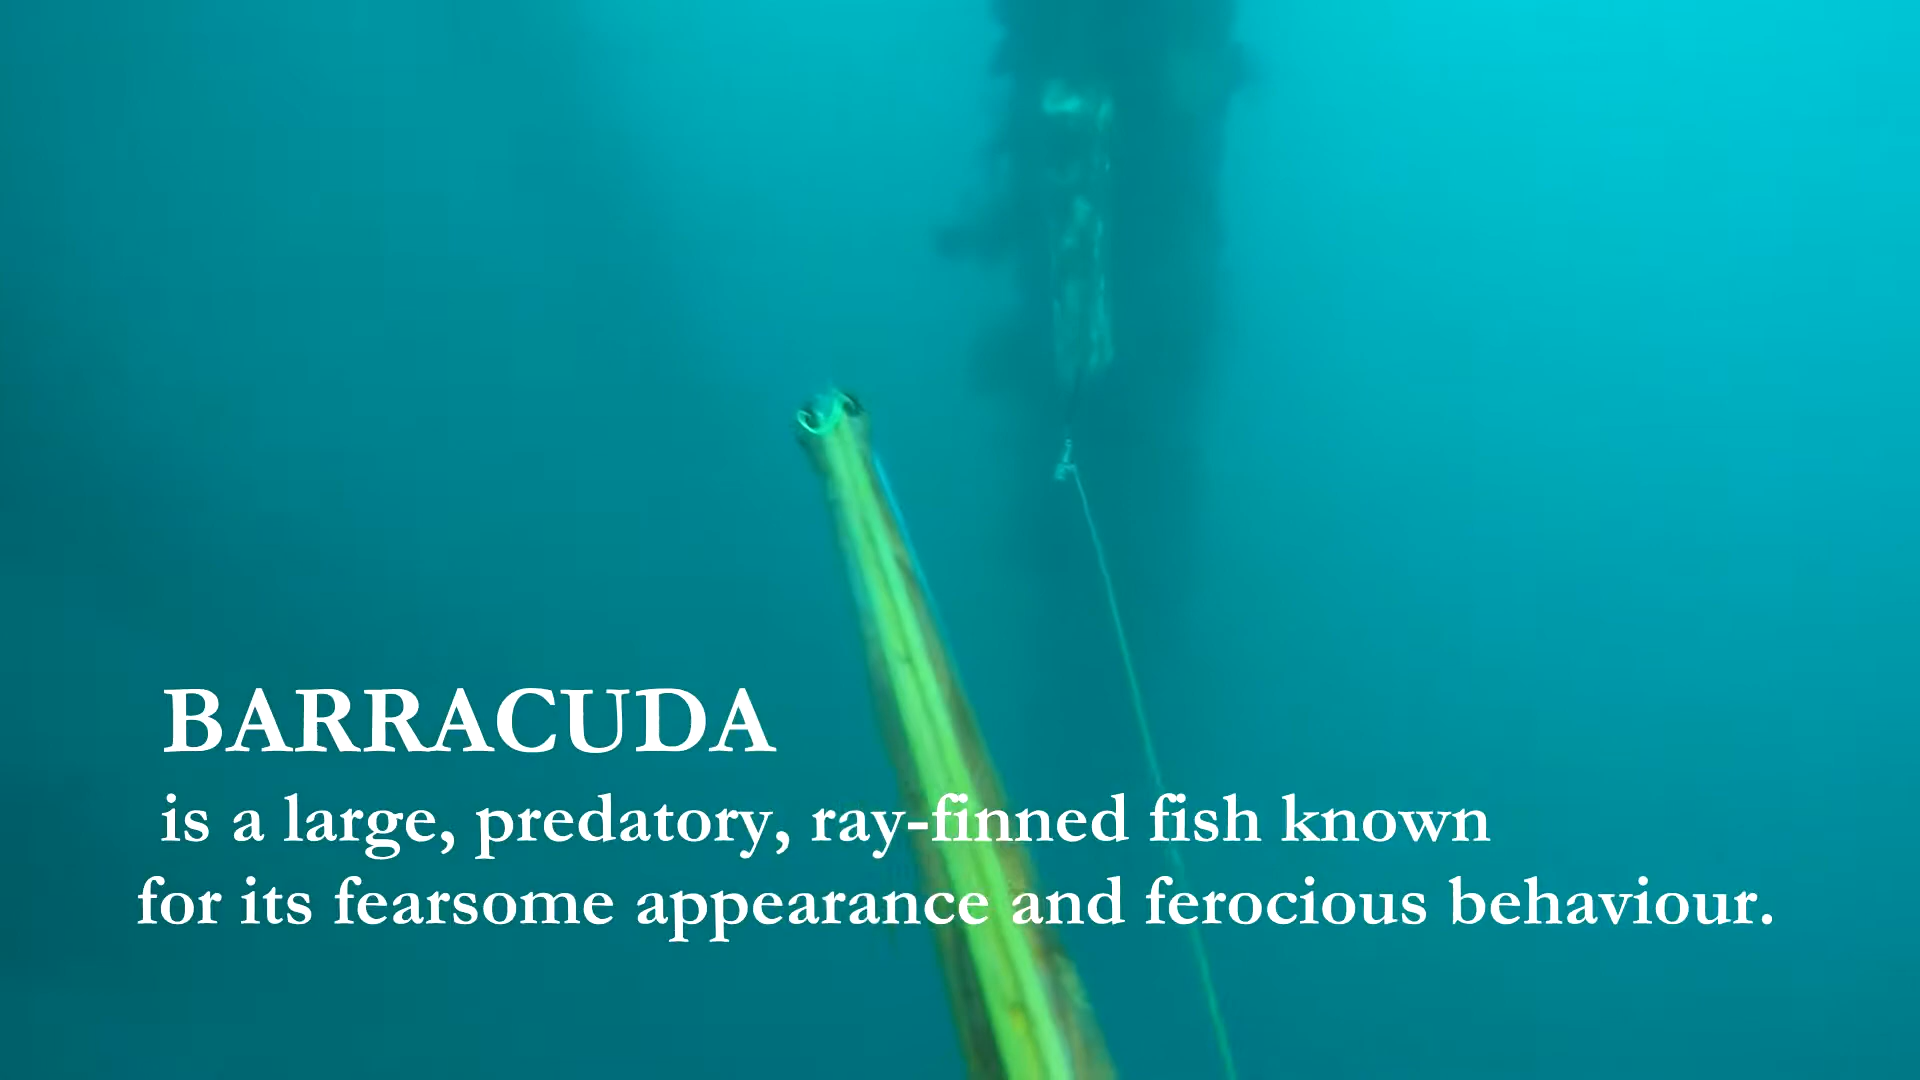 BARRACUDA
is a large, predatory, ray-finned fish known
for its fearsome appearance and ferocious behaviour.